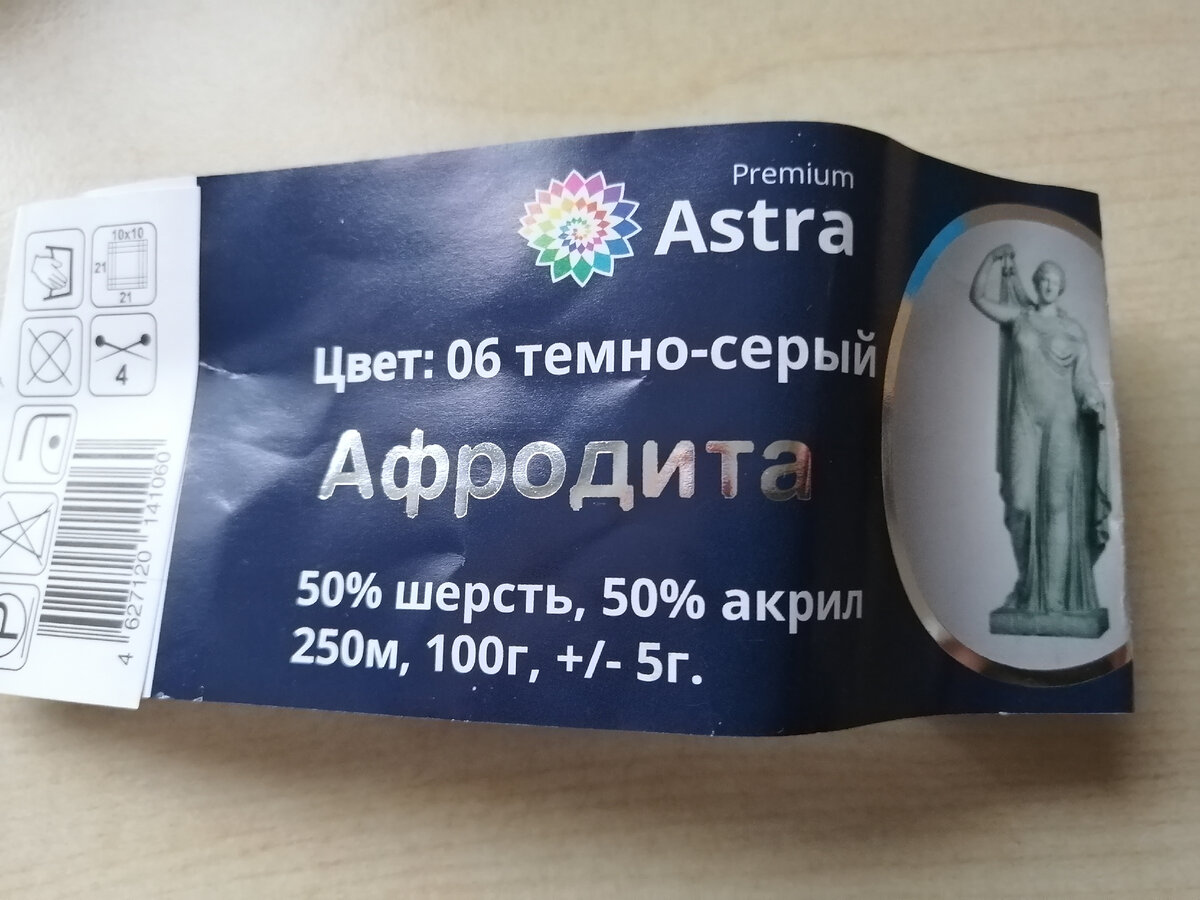 Premium
Astra
Цвет: 06 темно-серый
Афродита
50% шерсть, 50% акрил
250м, 100г, +/- 5г.
10x10
21
21
4
P
4 627120 141060